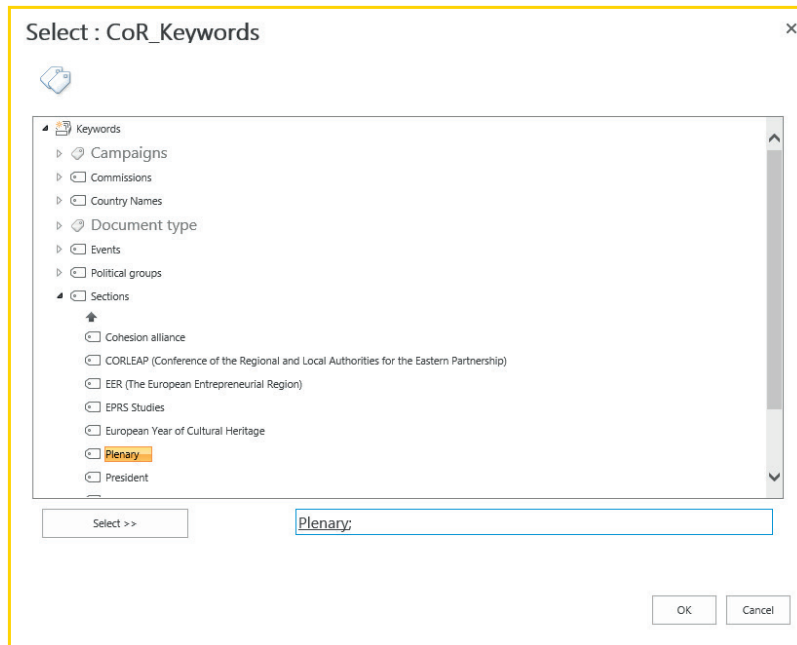 Select : CoR_Keywords
Keywords
Campaigns
Commissions
Country Names
Document type
Events
Political groups
Sections
Cohesion alliance
CORLEAP (Conference of the Regional and Local Authorities for the Eastern Partnership)
EER (The European Entrepreneurial Region)
EPRS Studies
European Year of Cultural Heritage
Plenary
President
Select >>
Plenary;
OK
Cancel